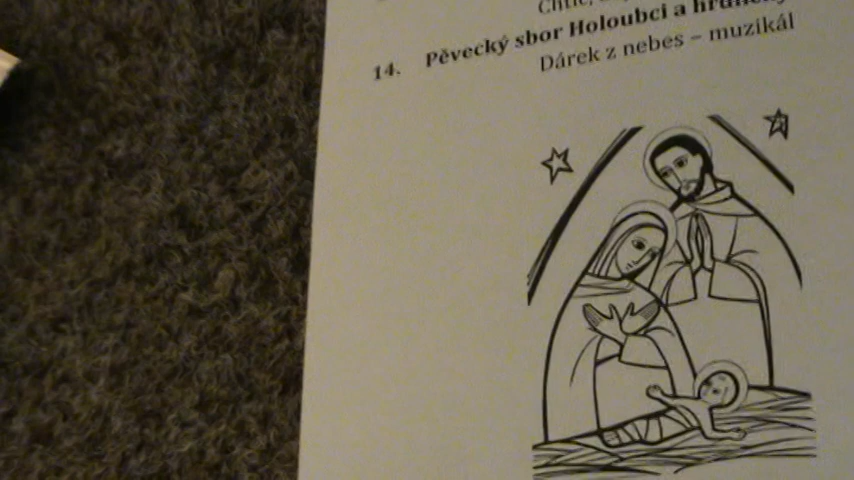 14. Pěvecký sbor Holoubci a
Dárek z nebes – muzikál